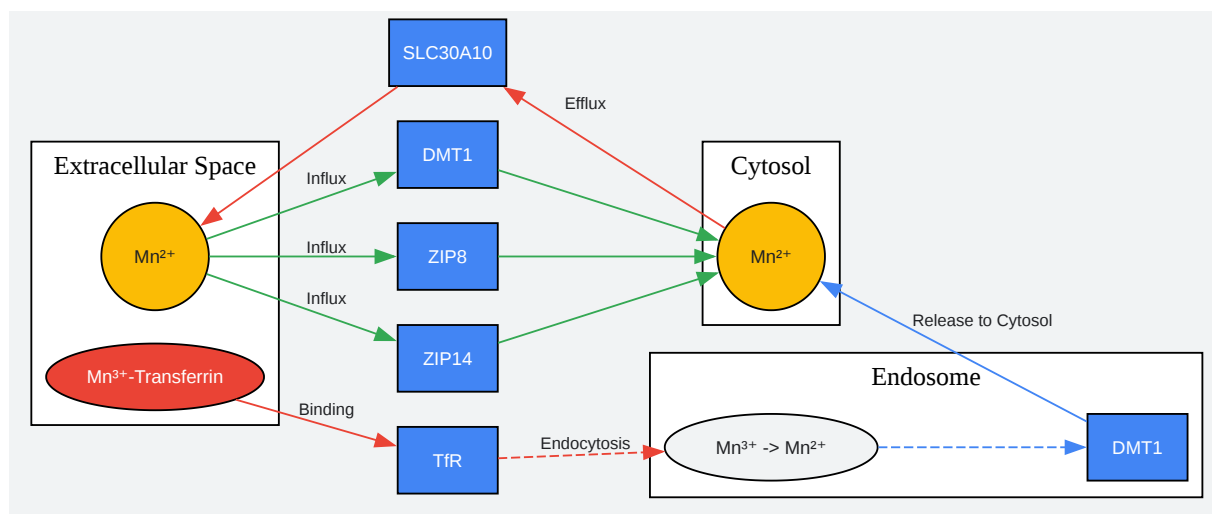 SLC30A10
Efflux
DMT1
Extracellular Space
Cytosol
Influx
Mn²⁺
Influx
ZIP8
Mn²⁺
Influx
Release to Cytosol
ZIP14
Mn³⁺-Transferrin
Endosome
Binding
Endocytosis
TfR
Mn³⁺ -> Mn²⁺
DMT1